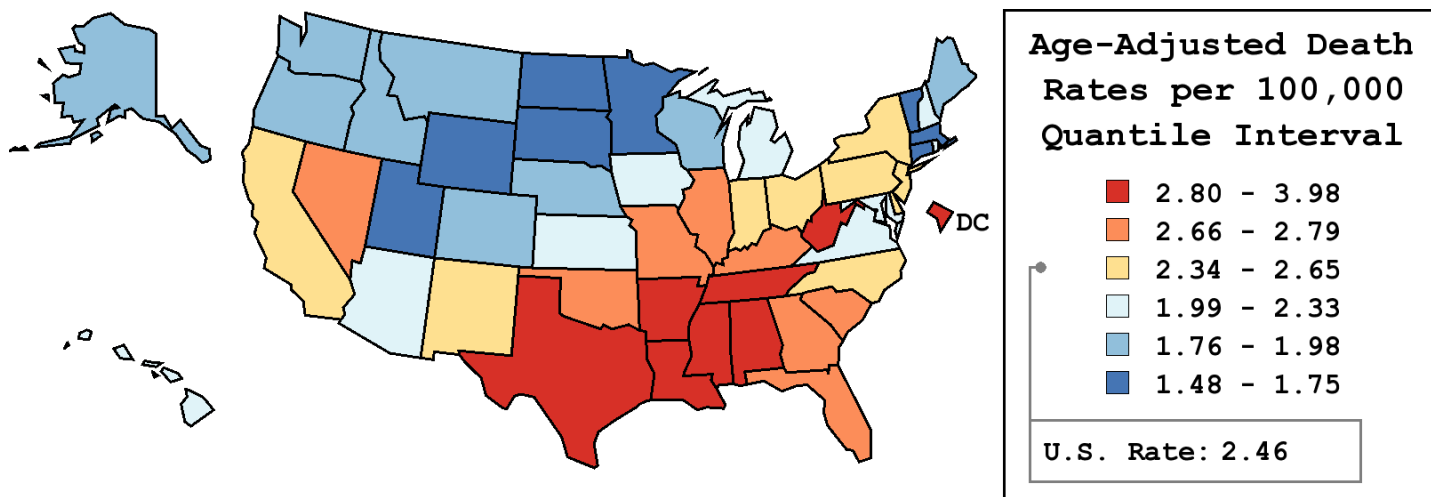 DC
Age-Adjusted Death
Rates per 100,000
Quantile Interval
2.80 - 3.98
2.66 - 2.79
2.34 - 2.65
1.99 - 2.33
1.76 - 1.98
1.48 - 1.75
U.S. Rate: 2.46